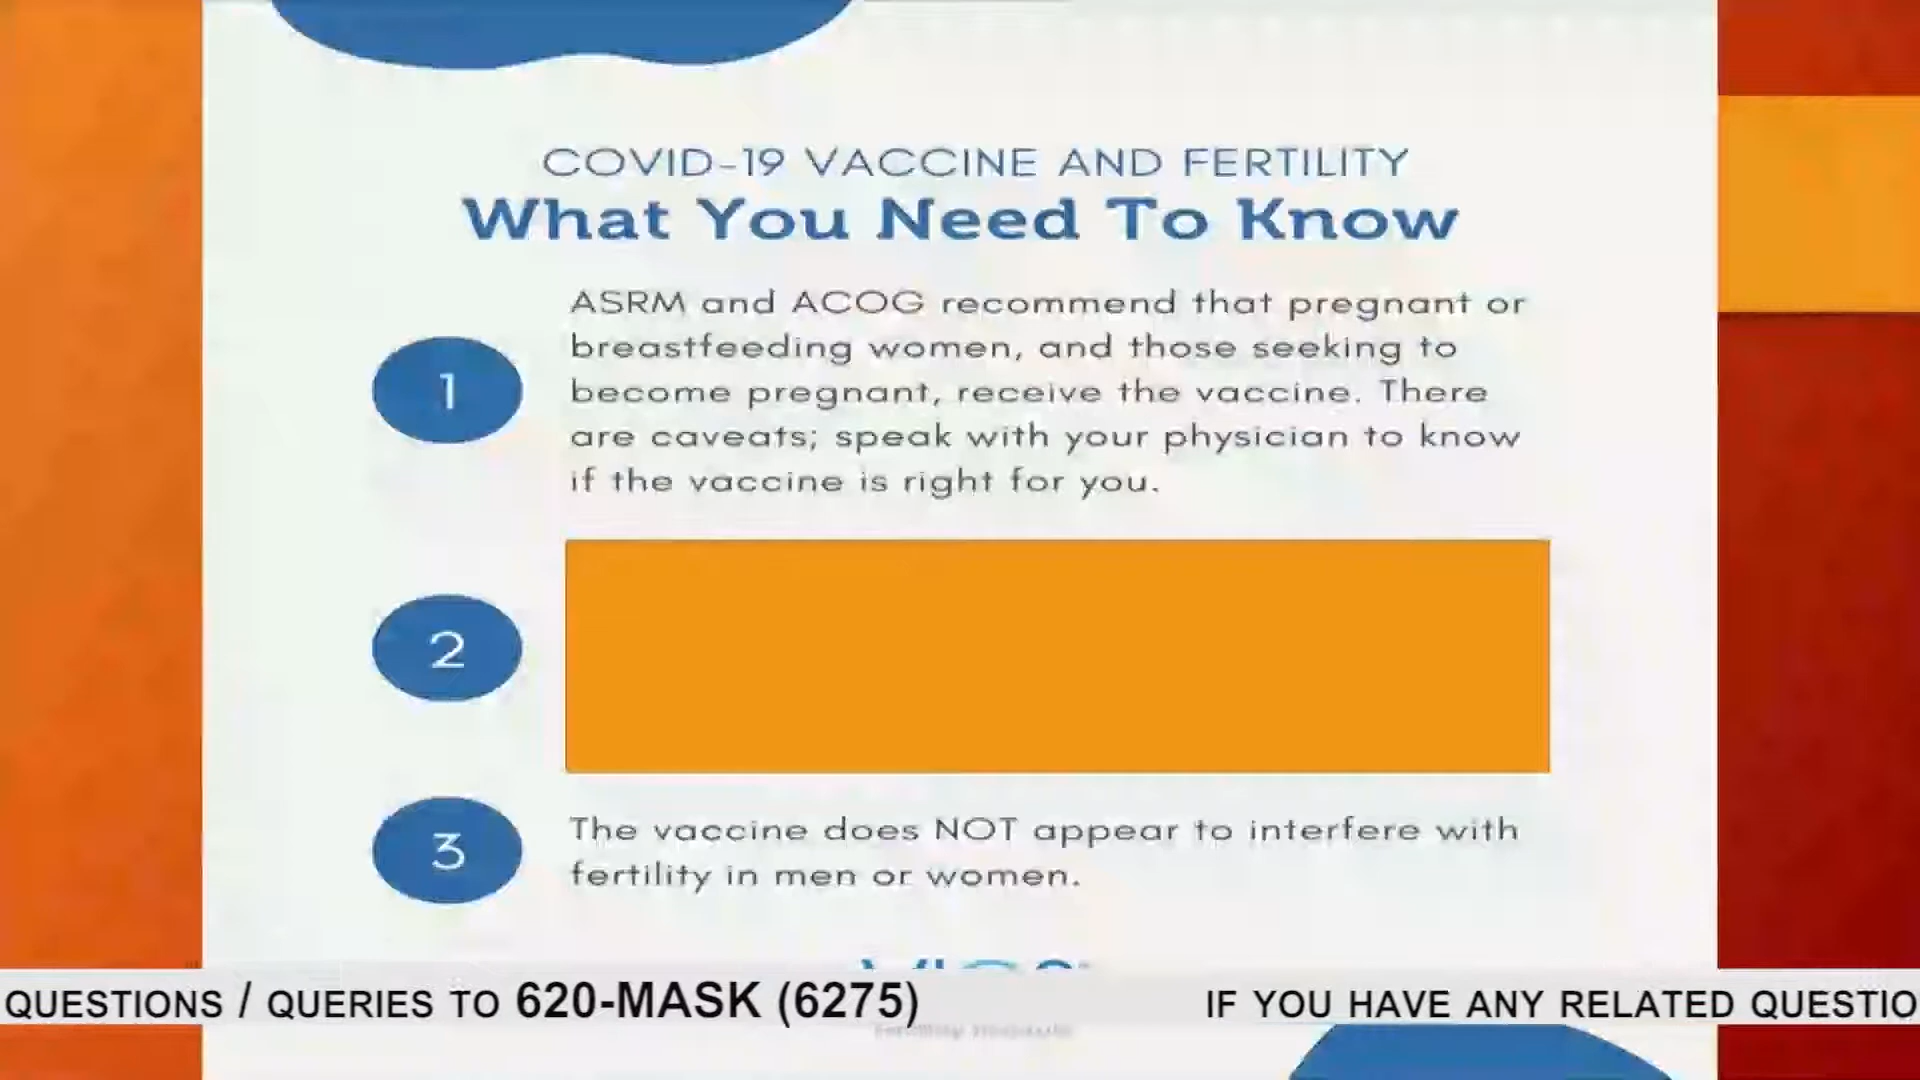 COVID-19 VACCINE AND FERTILITY
What You Need To Know
1
ASRM and ACOG recommend that pregnant or
breastfeeding women, and those seeking to
become pregnant, receive the vaccine. There
are caveats; speak with your physician to know
if the vaccine is right for you.
2
3
The vaccine does NOT appear to interfere with
fertility in men or women.
QUESTIONS / QUERIES TO 620-MASK (6275) IF YOU HAVE ANY RELATED